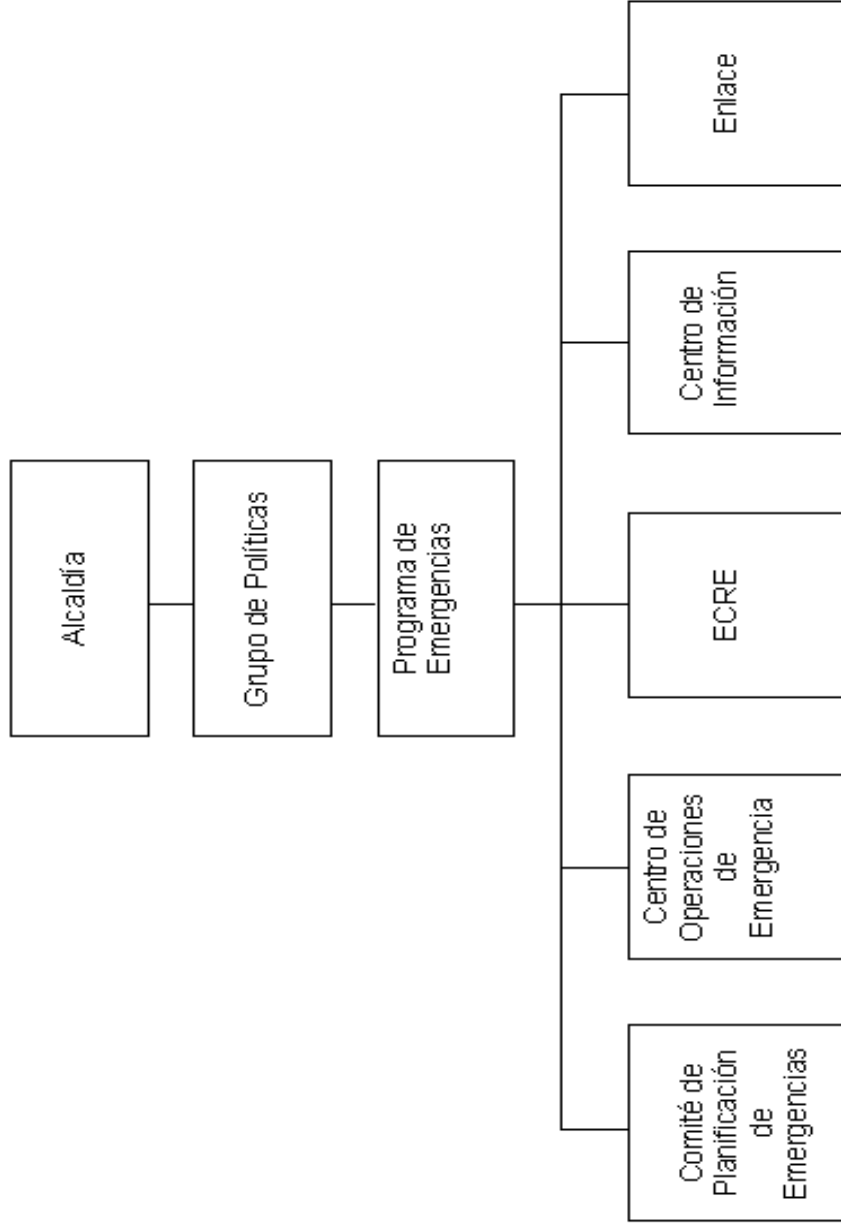 Alcaldía
Grupo de Políticas
Programa de
Emergencias
Comité de
Planificación
de
Emergencias
Centro de
Operaciones
de
Emergencia
ECRE
Centro de
Información
Enlace